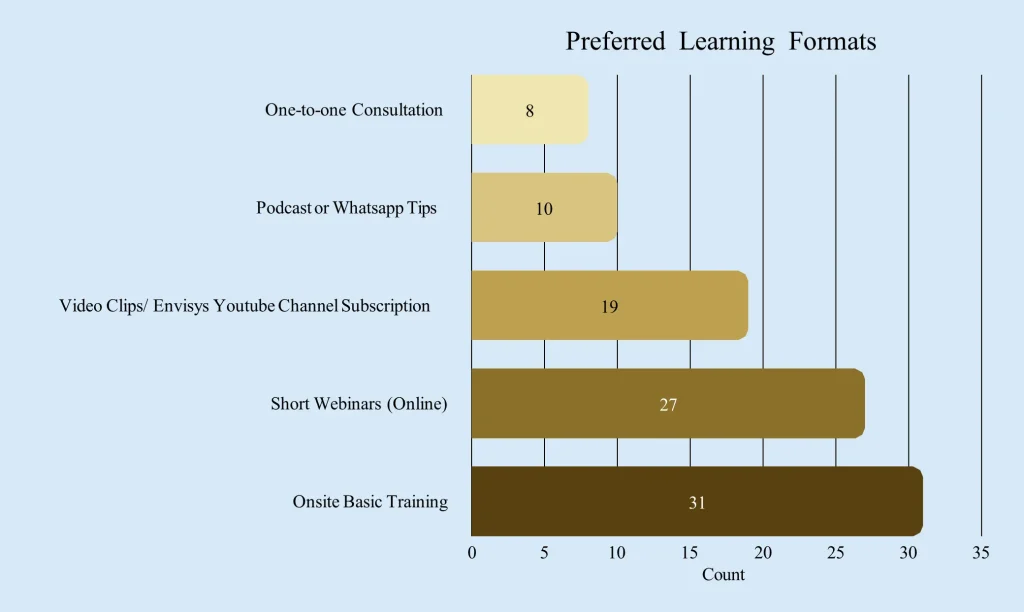 Preferred Learning Formats
One-to-one Consultation
8
Podcast or Whatsapp Tips
10
Video Clips/ Envisys Youtube Channel Subscription
19
Short Webinars (Online)
27
Onsite Basic Training
31
0 5 10 15 20 25 30 35
Count